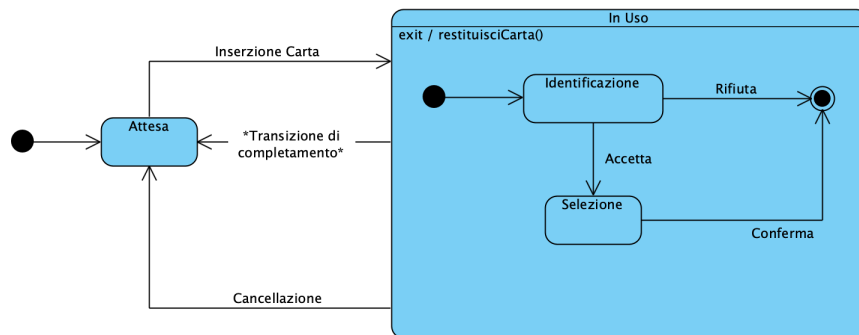 In Uso
exit / restituisciCarta()
Inserzione Carta
Identificazione
Rifiuta
Attesa
*Transizione di
completamento*
Accetta
Selezione
Conferma
Cancellazione